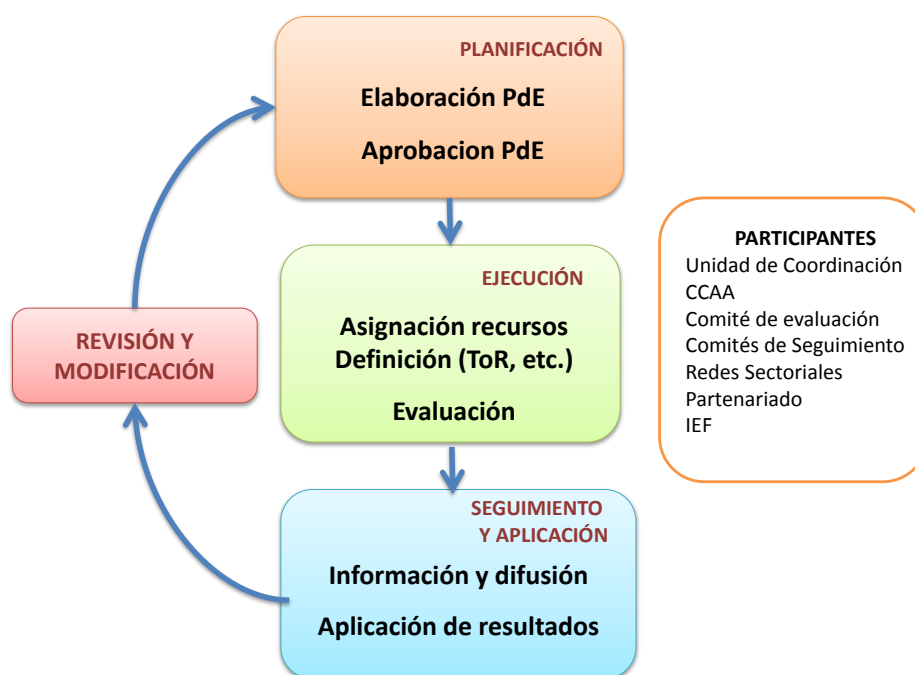 PLANIFICACIÓN
Elaboración PdE
Aprobacion PdE
EJECUCIÓN
Asignación recursos
Definición (ToR, etc.)
Evaluación
SEGUIMIENTO
Y APLICACIÓN
Información y difusión
Aplicación de resultados
REVISIÓN Y
MODIFICACIÓN
PARTICIPANTES
Unidad de Coordinación
CCAA
Comité de evaluación
Comités de Seguimiento
Redes Sectoriales
Partenariado
IEF